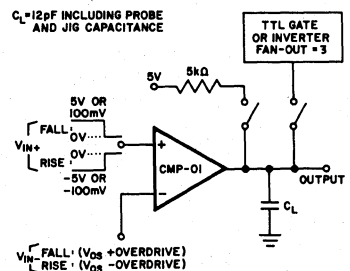 CL=12pF INCLUDING PROBE
AND JIG CAPACITANCE
TTL GATE
OR INVERTER
FAN-OUT = 3
5V
5kΩ
5V OR
100mV
VIN+
FALL:
0V
0V
RISE:
-5V OR
-100mV
+
CMP-01
−
OUTPUT
CL
VIN- FALL: (VOS +OVERDRIVE)
RISE: (VOS -OVERDRIVE)